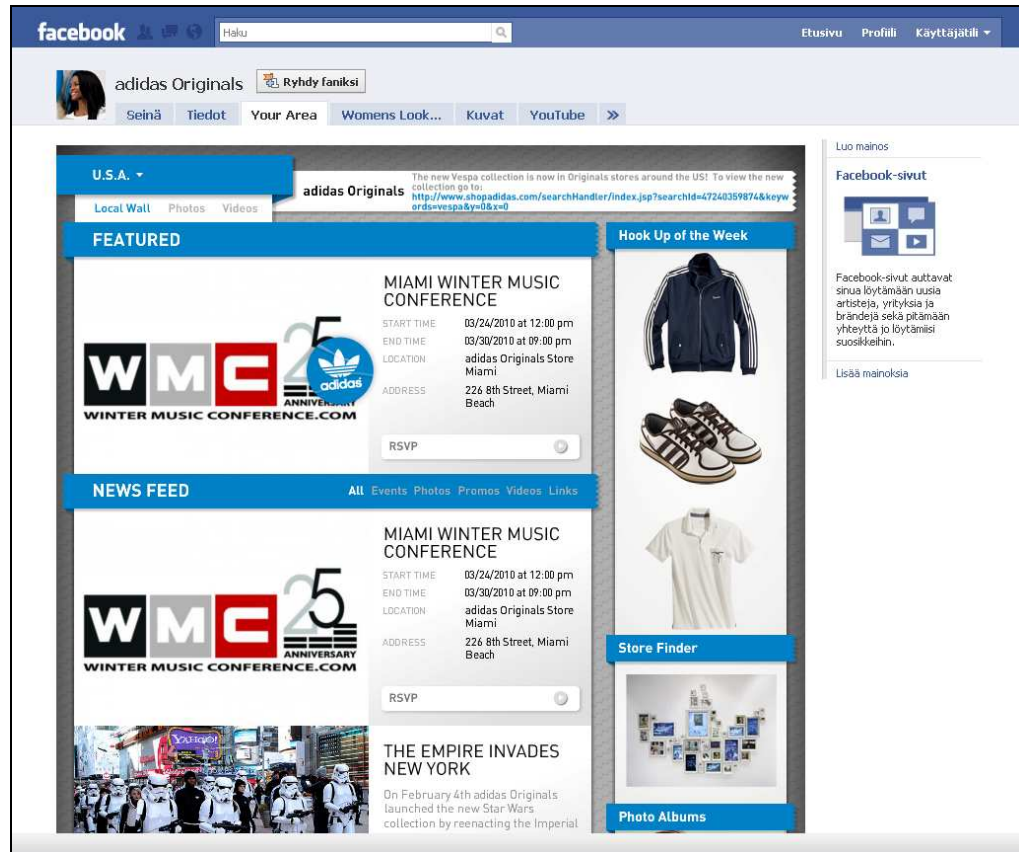 facebook
Haku
Etusivu Profiili Käyttäjätili
adidas Originals
Ryhdy faniksi
Seinä Tiedot Your Area Womens Look... Kuvat YouTube »
U.S.A.
Local Wall Photos Videos
adidas Originals
The new Vespa collection is now in Originals stores around the US! To view the new
collection go to:
http://www.shopadidas.com/searchHandler/index.jsp?searchId=47240359874&keyw
ords=vespa&y=0&x=0
FEATURED
WMC 25
ANNIVERSARY
adidas
WINTER MUSIC CONFERENCE.COM
MIAMI WINTER MUSIC
CONFERENCE
START TIME 03/24/2010 at 12:00 pm
END TIME 03/30/2010 at 09:00 pm
LOCATION adidas Originals Store
Miami
ADDRESS 226 8th Street, Miami
Beach
RSVP
NEWS FEED
All Events Photos Promos Videos Links
WMC 25
ANNIVERSARY
WINTER MUSIC CONFERENCE.COM
MIAMI WINTER MUSIC
CONFERENCE
START TIME 03/24/2010 at 12:00 pm
END TIME 03/30/2010 at 09:00 pm
LOCATION adidas Originals Store
Miami
ADDRESS 226 8th Street, Miami
Beach
RSVP
YAHOO!
THE EMPIRE INVADES
NEW YORK
On February 4th adidas Originals
launched the new Star Wars
collection by reenacting the Imperial
Hook Up of the Week
Store Finder
Photo Albums
Luo mainos
Facebook-sivut
Facebook-sivut auttavat
sinua löytämään uusia
artisteja, yrityksia ja
brändejä sekä pitämään
yhteyttä jo löytämiisi
suosikkeihin.
Lisää mainoksia